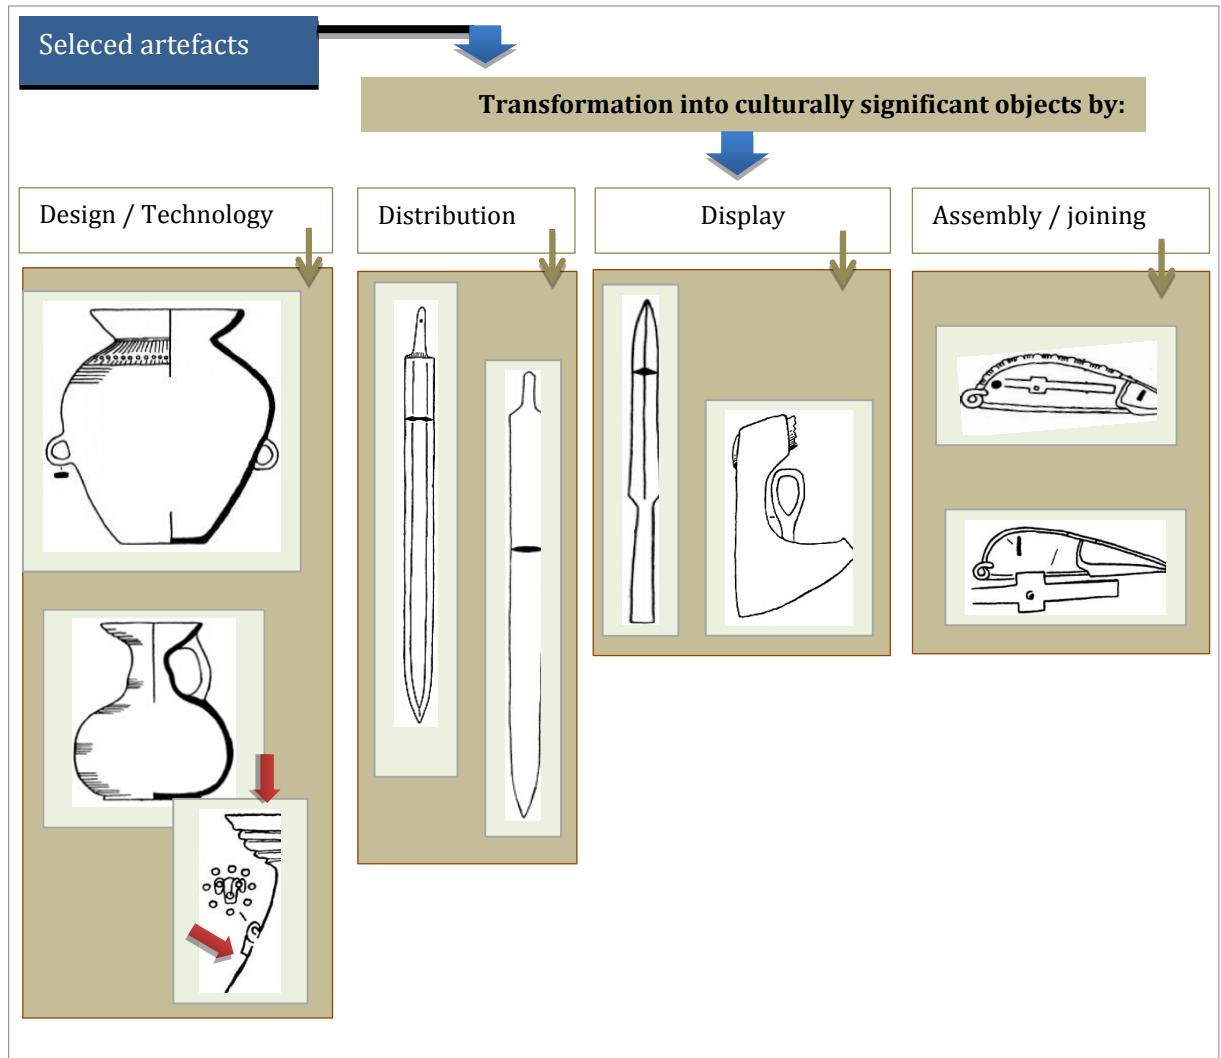 Seleced artefacts
Transformation into culturally significant objects by:
Design / Technology
Distribution
Display
Assembly / joining